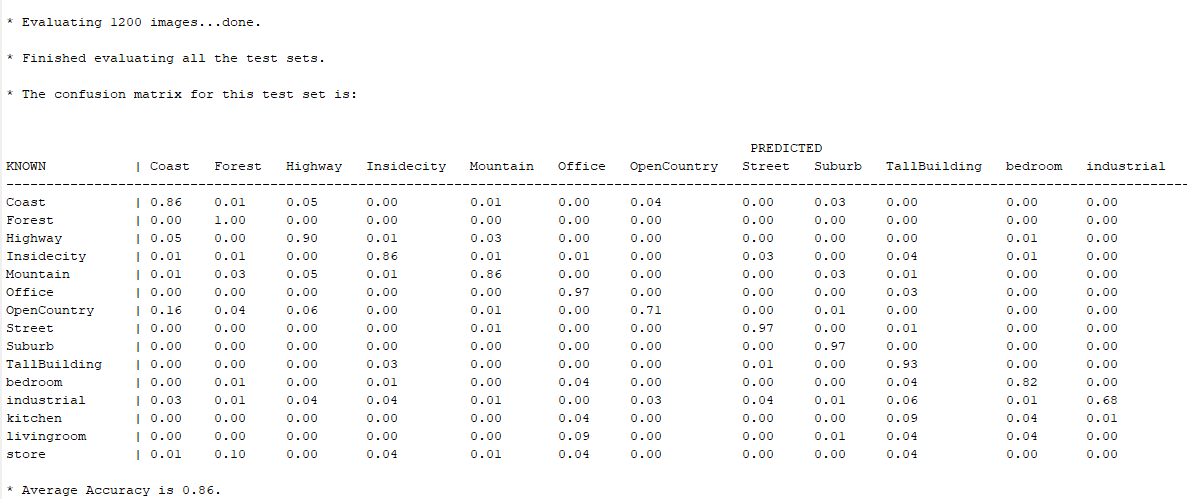 * Evaluating 1200 images...done.
* Finished evaluating all the test sets.
* The confusion matrix for this test set is:
PREDICTED
KNOWN | Coast Forest Highway Insidecity Mountain Office OpenCountry Street Suburb TallBuilding bedroom industrial
Coast | 0.86 0.01 0.05 0.00 0.01 0.00 0.04 0.00 0.03 0.00 0.00 0.00
Forest | 0.00 1.00 0.00 0.00 0.00 0.00 0.00 0.00 0.00 0.00 0.00 0.00
Highway | 0.05 0.00 0.90 0.01 0.03 0.00 0.00 0.00 0.00 0.00 0.01 0.00
Insidecity | 0.01 0.01 0.00 0.86 0.01 0.01 0.00 0.03 0.00 0.04 0.01 0.00
Mountain | 0.01 0.03 0.05 0.01 0.86 0.00 0.00 0.00 0.03 0.01 0.00 0.00
Office | 0.00 0.00 0.00 0.00 0.00 0.97 0.00 0.00 0.00 0.03 0.00 0.00
OpenCountry | 0.16 0.04 0.06 0.00 0.01 0.00 0.71 0.00 0.01 0.00 0.00 0.00
Street | 0.00 0.00 0.00 0.00 0.01 0.00 0.00 0.97 0.00 0.01 0.00 0.00
Suburb | 0.00 0.00 0.00 0.00 0.00 0.00 0.00 0.00 0.97 0.00 0.00 0.00
TallBuilding | 0.00 0.00 0.00 0.03 0.00 0.00 0.00 0.01 0.00 0.93 0.00 0.00
bedroom | 0.00 0.01 0.00 0.01 0.00 0.04 0.00 0.00 0.00 0.04 0.82 0.00
industrial | 0.03 0.01 0.04 0.04 0.01 0.00 0.03 0.04 0.01 0.06 0.01 0.68
kitchen | 0.00 0.00 0.00 0.00 0.00 0.04 0.00 0.00 0.00 0.09 0.04 0.01
livingroom | 0.00 0.00 0.00 0.00 0.00 0.09 0.00 0.00 0.01 0.04 0.04 0.00
store | 0.01 0.10 0.00 0.04 0.01 0.04 0.00 0.00 0.00 0.04 0.00 0.00
* Average Accuracy is 0.86.